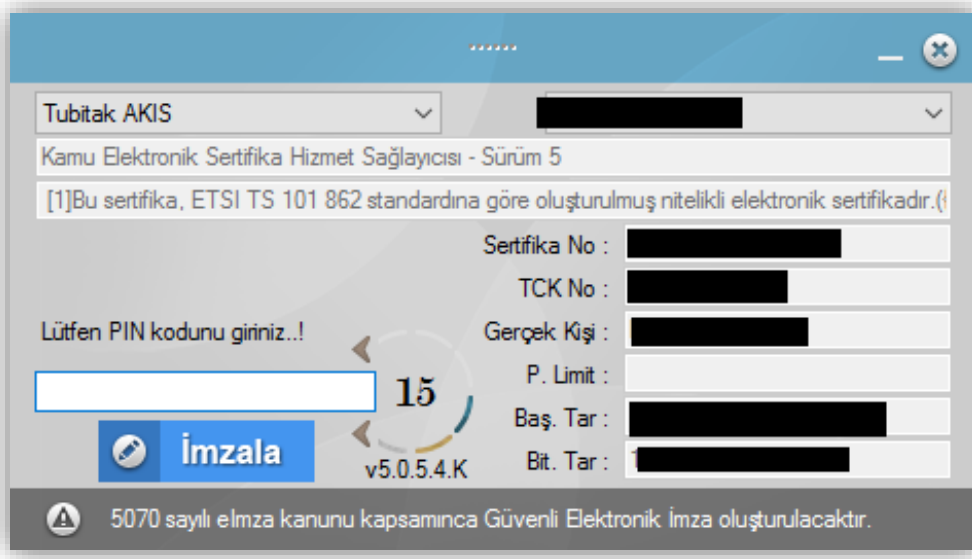 Tubitak AKIS
Kamu Elektronik Sertifika Hizmet Sağlayıcısı - Sürüm 5
[1]Bu sertifika, ETSI TS 101 862 standardına göre oluşturulmuş nitelikli elektronik sertifikadır.(
Sertifika No :
TCK No :
Lütfen PIN kodunu giriniz..!
Gerçek Kişi :
P. Limit :
15
Baş. Tar :
İmzala
v5.0.5.4.K
Bit. Tar :
5070 sayılı elmza kanunu kapsamınca Güvenli Elektronik İmza oluşturulacaktır.